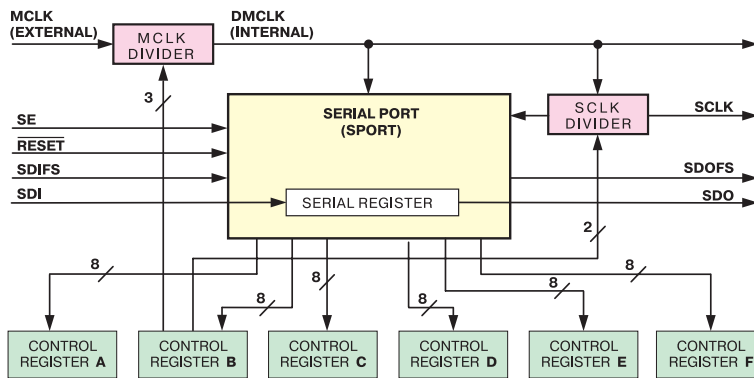 MCLK
(EXTERNAL)
MCLK
DIVIDER
DMCLK
(INTERNAL)
3
SE
RESET
SDIFS
SDI
SERIAL PORT
(SPORT)
SERIAL REGISTER
SCLK
DIVIDER
SCLK
SDOFS
SDO
2
8
8
8
8
8
8
CONTROL
REGISTER A
CONTROL
REGISTER B
CONTROL
REGISTER C
CONTROL
REGISTER D
CONTROL
REGISTER E
CONTROL
REGISTER F